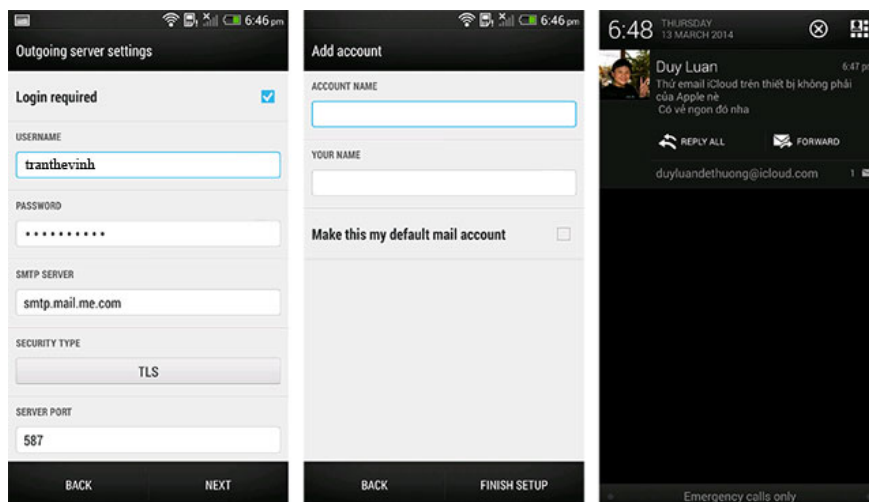 6:46 pm
Outgoing server settings
Login required
USERNAME
tranthevinh
PASSWORD
••••••••••
SMTP SERVER
smtp.mail.me.com
SECURITY TYPE
TLS
SERVER PORT
587
BACK
NEXT
6:46 pm
Add account
ACCOUNT NAME
YOUR NAME
Make this my default mail account
BACK
FINISH SETUP
6:48
THURSDAY
13 MARCH 2014
Duy Luan
6:47 pm
Thử email iCloud trên thiết bị không phải
của Apple nè
Có vẻ ngon đó nha
REPLY ALL
FORWARD
duyluandethuong@icloud.com
1
Emergency calls only